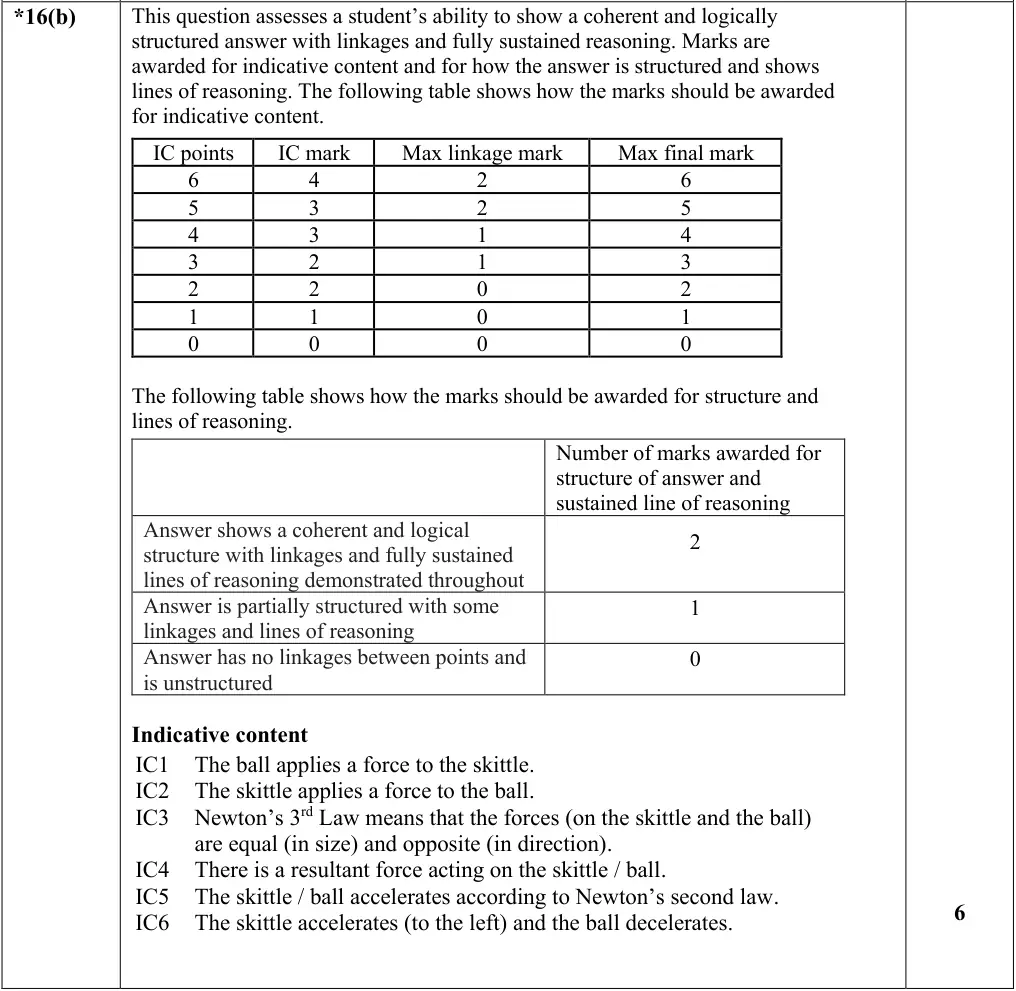 *16(b)
This question assesses a student’s ability to show a coherent and logically
structured answer with linkages and fully sustained reasoning. Marks are
awarded for indicative content and for how the answer is structured and shows
lines of reasoning. The following table shows how the marks should be awarded
for indicative content.
IC points IC mark Max linkage mark Max final mark
6 4 2 6
5 3 2 5
4 3 1 4
3 2 1 3
2 2 0 2
1 1 0 1
0 0 0 0
The following table shows how the marks should be awarded for structure and
lines of reasoning.
Number of marks awarded for
structure of answer and
sustained line of reasoning
Answer shows a coherent and logical
structure with linkages and fully sustained
lines of reasoning demonstrated throughout
2
Answer is partially structured with some
linkages and lines of reasoning
1
Answer has no linkages between points and
is unstructured
0
Indicative content
IC1 The ball applies a force to the skittle.
IC2 The skittle applies a force to the ball.
IC3 Newton’s 3rd Law means that the forces (on the skittle and the ball)
are equal (in size) and opposite (in direction).
IC4 There is a resultant force acting on the skittle / ball.
IC5 The skittle / ball accelerates according to Newton’s second law.
IC6 The skittle accelerates (to the left) and the ball decelerates.
6